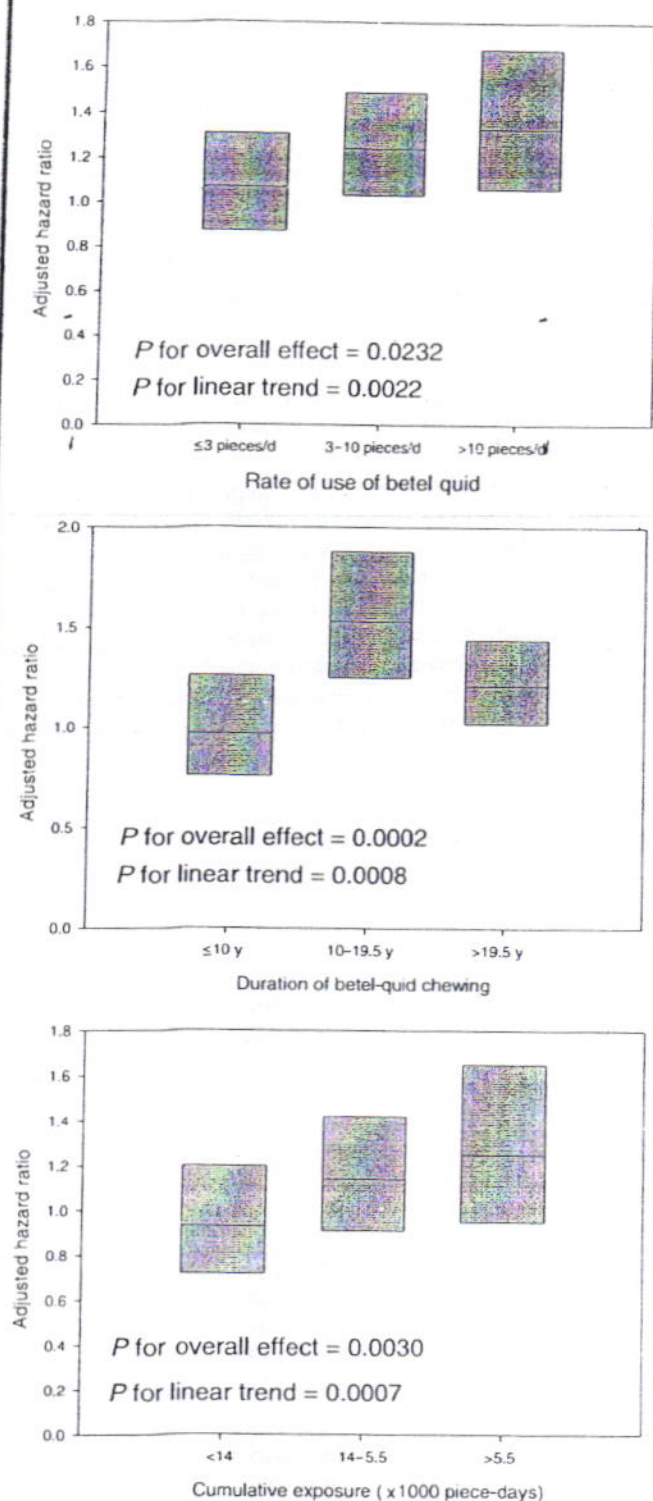 1.8
1.6
1.4
1.2
1.0
0.8
0.6
0.4
0.2
0.0
Adjusted hazard ratio
P for overall effect = 0.0232
P for linear trend = 0.0022
≤3 pieces/d 3–10 pieces/d >10 pieces/d
Rate of use of betel quid
2.0
1.5
1.0
0.5
0.0
Adjusted hazard ratio
P for overall effect = 0.0002
P for linear trend = 0.0008
≤10 y 10–19.5 y >19.5 y
Duration of betel-quid chewing
1.8
1.6
1.4
1.2
1.0
0.8
0.6
0.4
0.2
0.0
Adjusted hazard ratio
P for overall effect = 0.0030
P for linear trend = 0.0007
<14 14–5.5 >5.5
Cumulative exposure (x1000 piece-days)